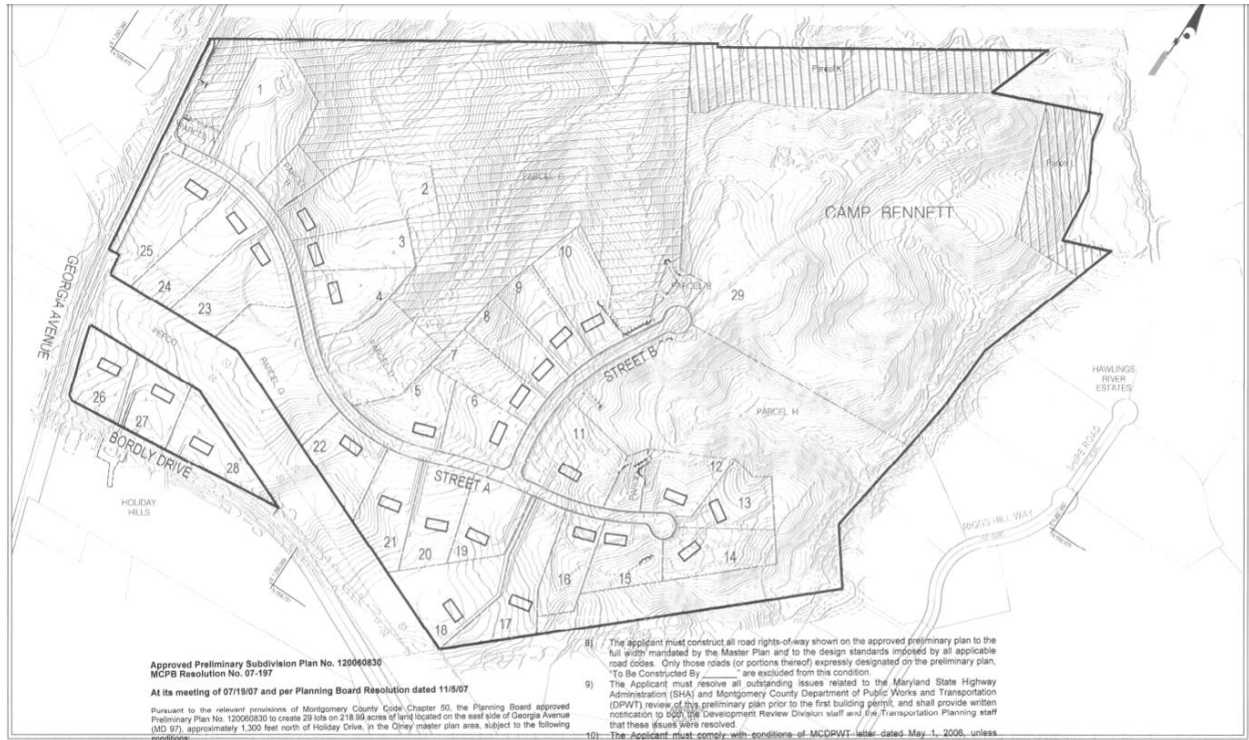 Parcel K
1
PARCEL
Parcel
CAMP BENNETT
2
PARCEL
3
10
25
9
PARCEL
29
24
4
8
23
GEORGIA AVENUE
7
STREET B
PEPCO
PARCEL G
HAWLINGS
RIVER
ESTATES
5
6
PARCEL H
26
27
11
22
BORDLY DRIVE
28
12
STREET A
13
HOLIDAY
HILLS
RIGGS HILL WAY
21
20
19
14
16
15
18
17
Approved Preliminary Subdivision Plan No. 120060830
MCPB Resolution No. 07-197
At its meeting of 07/19/07 and per Planning Board Resolution dated 11/5/07
Pursuant to the relevant provisions of Montgomery County Code Chapter 50, the Planning Board approved
Preliminary Plan No. 120060830 to create 29 lots on 218.99 acres of land located on the east side of Georgia Avenue
(MD 97), approximately 1,300 feet north of Holiday Drive, in the Olney master plan area, subject to the following
conditions:
8) The applicant must construct all road rights-of-way shown on the approved preliminary plan to the
full width mandated by the Master Plan and to the design standards imposed by all applicable
road codes. Only those roads (or portions thereof) expressly designated on the preliminary plan,
"To Be Constructed By ________" are excluded from this condition.
9) The Applicant must resolve all outstanding issues related to the Maryland State Highway
Administration (SHA) and Montgomery County Department of Public Works and Transportation
(DPWT) review of this preliminary plan prior to the first building permit, and shall provide written
notification to both the Development Review Division staff and the Transportation Planning staff
that these issues were resolved.
10) The Applicant must comply with conditions of MCDPWT letter dated May 1, 2006, unless